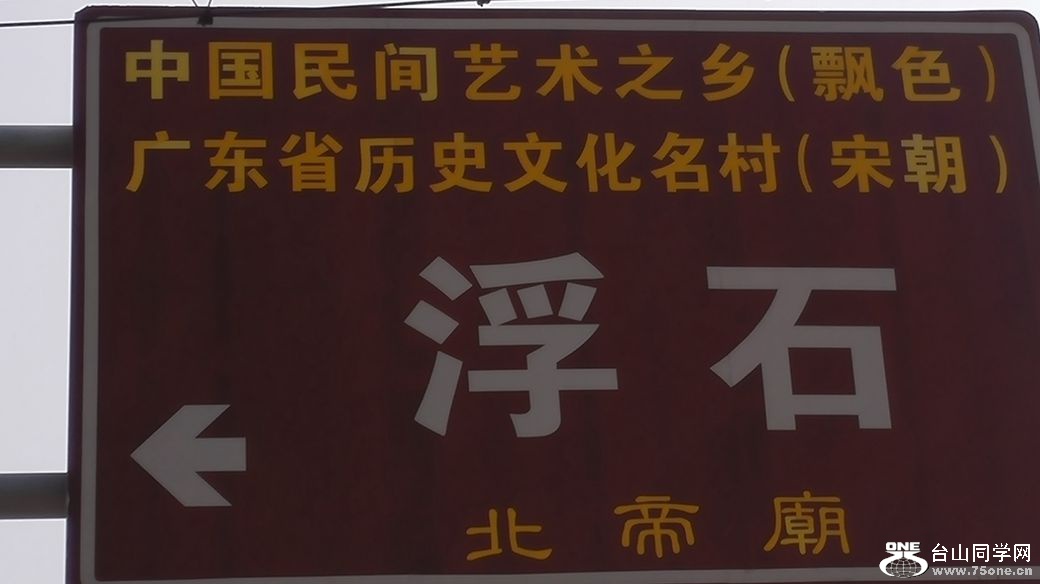 中国民间艺术之乡(飘色)
广东省历史文化名村(宋朝)
浮石
北帝廟
ONE 台山同学网
www.75one.cn